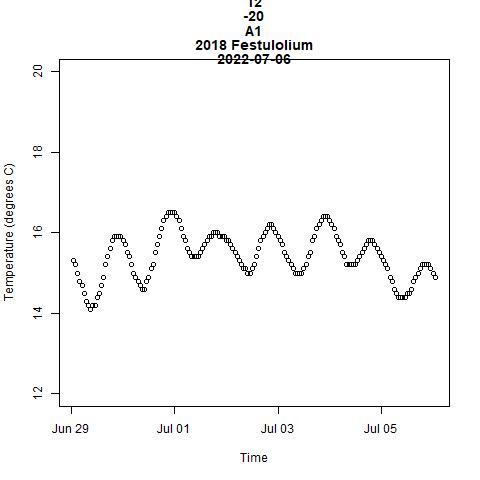 -20
A1
2018 Festulolium
2022-07-06
Temperature (degrees C)
20
18
16
14
12
Jun 29
Jul 01
Jul 03
Jul 05
Time